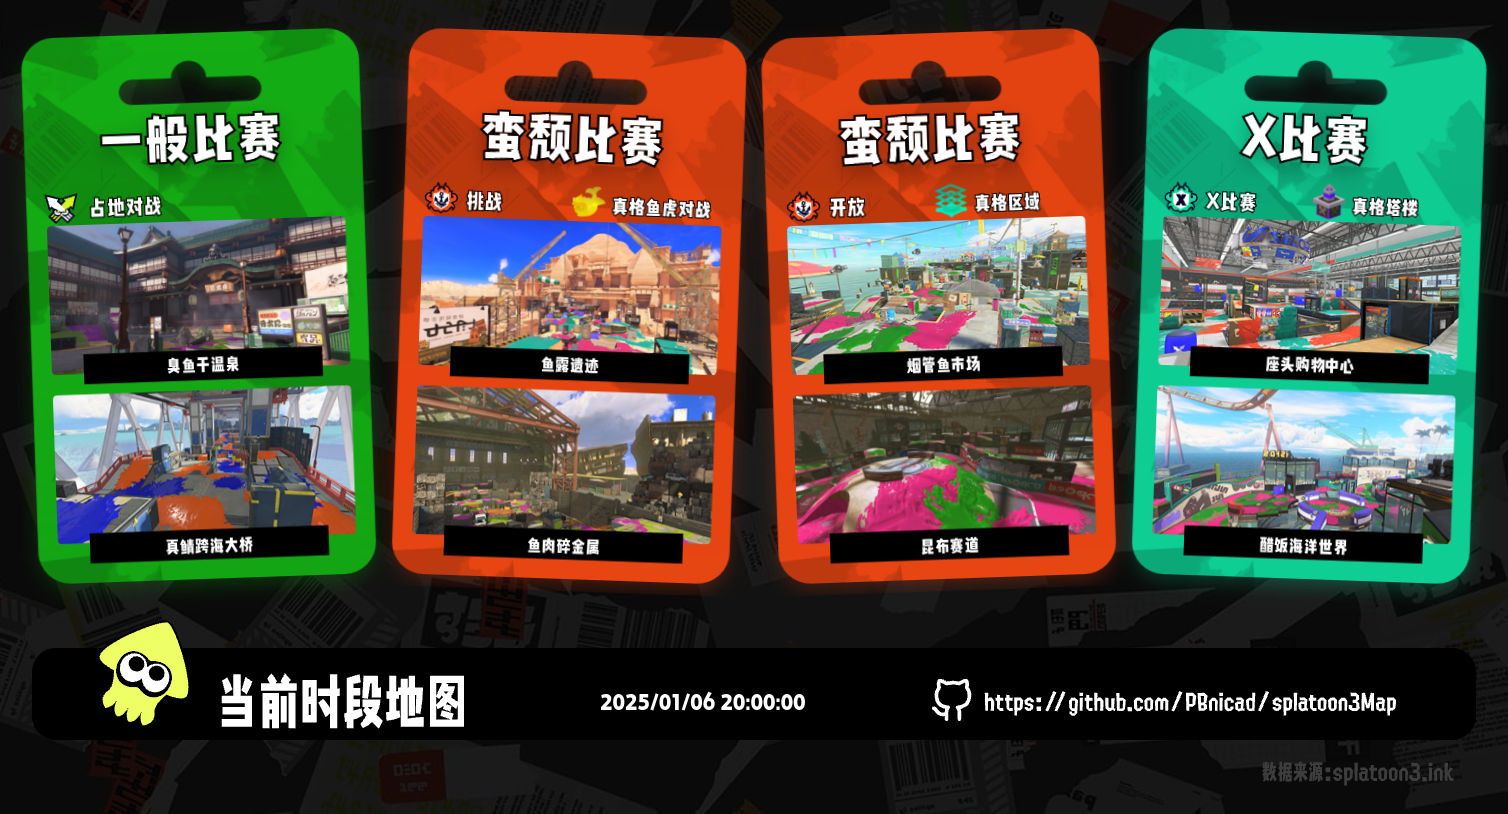 一般比赛
占地对战
臭鱼干温泉
真鲭跨海大桥
蛮颓比赛
挑战
真格鱼虎对战
鱼露遗迹
鱼肉碎金属
蛮颓比赛
开放
真格区域
烟管鱼市场
昆布赛道
X比赛
X比赛
真格塔楼
座头购物中心
醋饭海洋世界
当前时段地图
2025/01/06 20:00:00
https://github.com/PBnicad/splatoon3Map
数据来源:splatoon3.ink